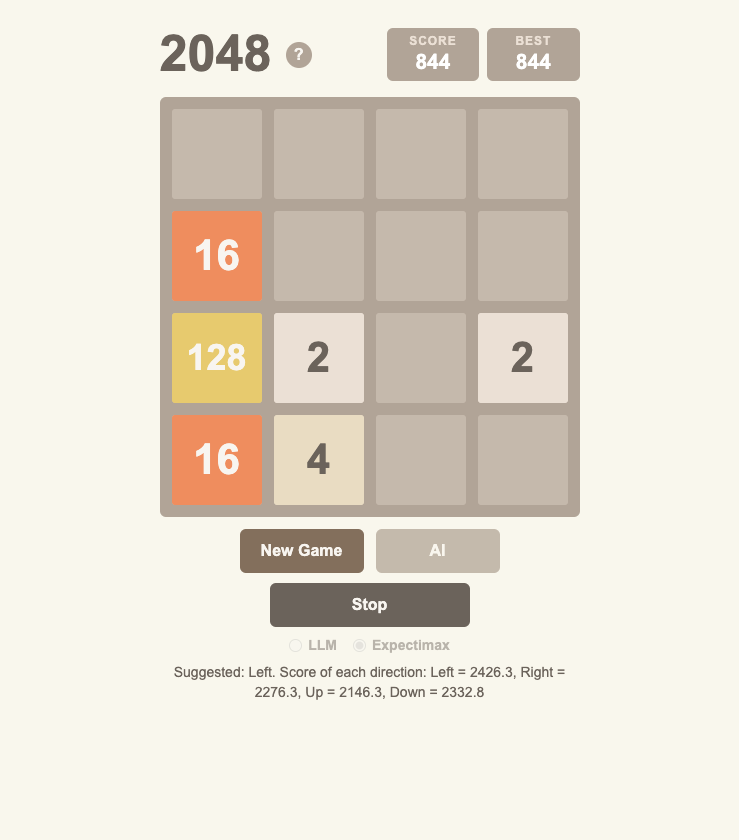 2048 ?
SCORE BEST
844 844
16
128 2 2
16 4
New Game AI
Stop
LLM Expectimax
Suggested: Left. Score of each direction: Left = 2426.3, Right =
2276.3, Up = 2146.3, Down = 2332.8